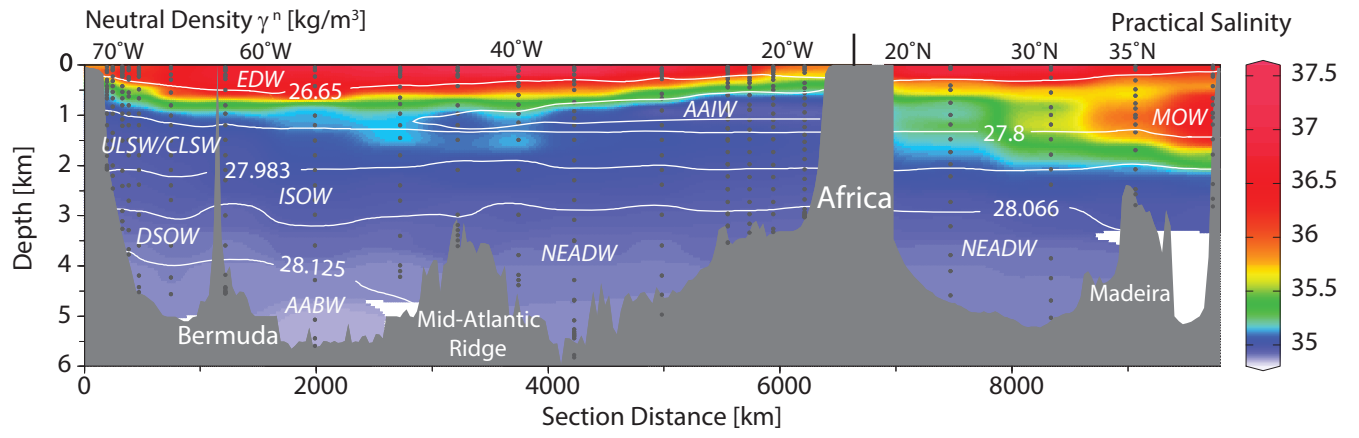 Neutral Density γ n [kg/m³]
Practical Salinity
70°W
60°W
40°W
20°W
20°N
30°N
35°N
0
1
2
3
4
5
6
Depth [km]
EDW
26.65
AAIW
MOW
27.8
ULSW/CLSW
27.983
ISOW
Africa
28.066
DSOW
NEADW
NEADW
28.125
AABW
Madeira
Bermuda
Mid-Atlantic
Ridge
0
2000
4000
6000
8000
Section Distance [km]
37.5
37
36.5
36
35.5
35